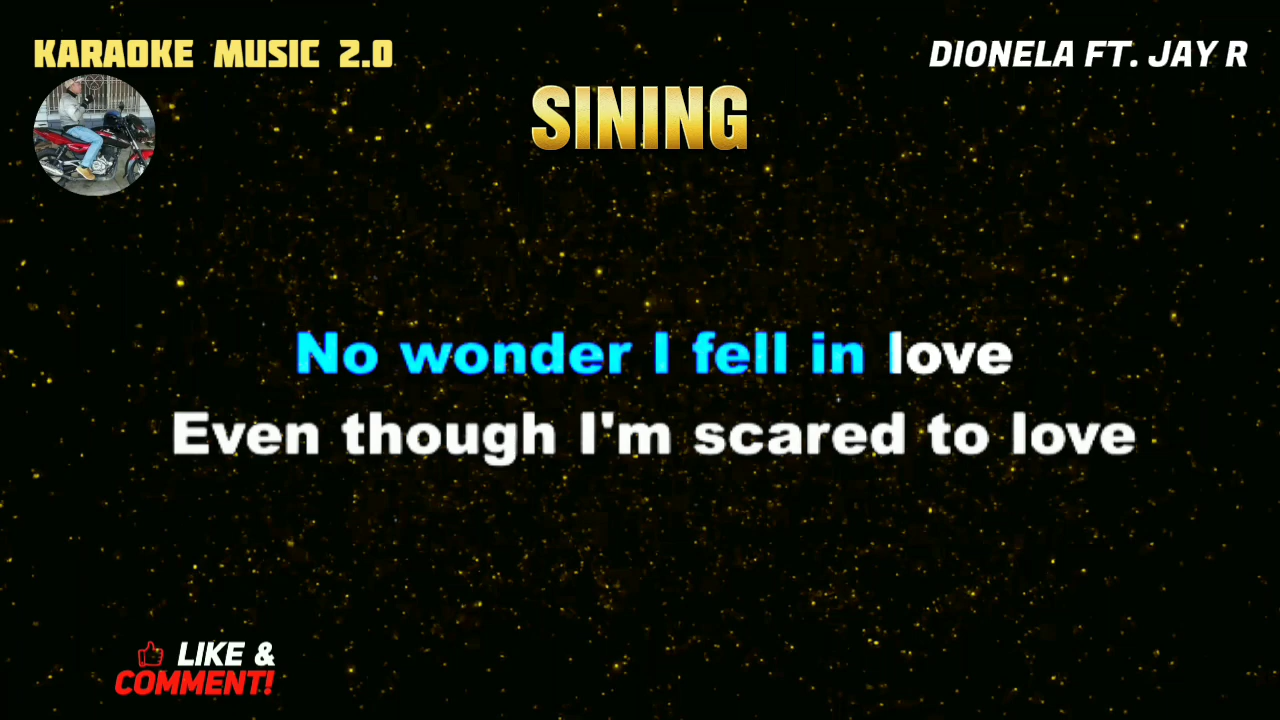 KARAOKE MUSIC 2.0
DIONELA FT. JAY R
SINING
No wonder I fell in love
Even though I'm scared to love
LIKE &
COMMENT!